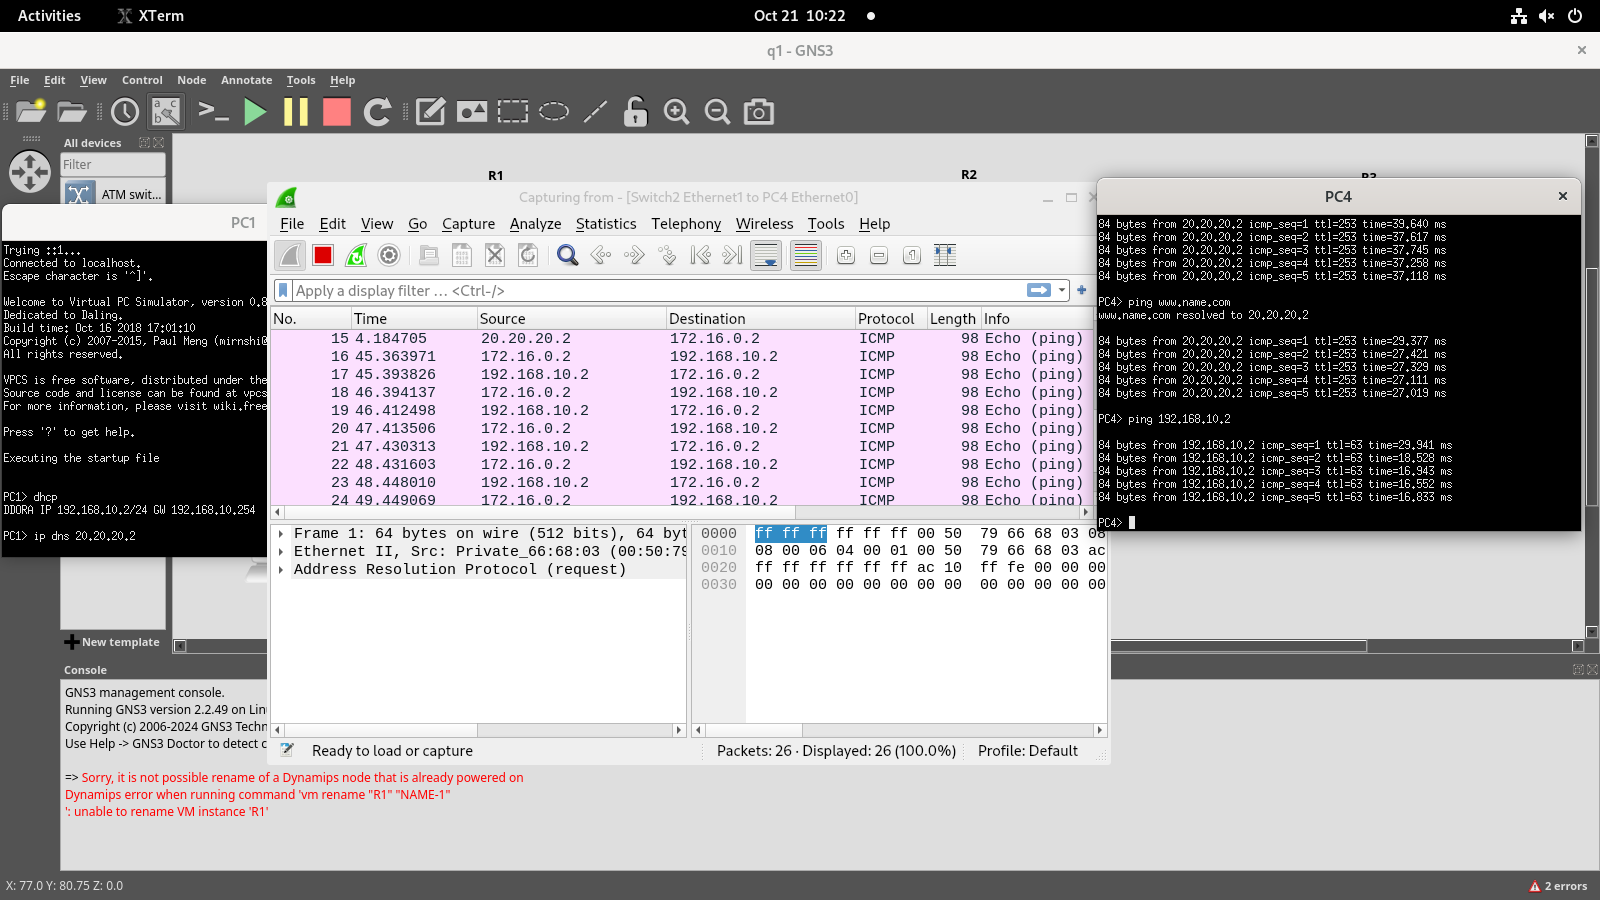 Activities
XTerm
Oct 21 10:22
q1 - GNS3
File Edit View Control Node Annotate Tools Help
All devices
Filter
ATM swit...
R1
R2
PC1
Trying ::1...
Connected to localhost.
Escape character is '^]'.
Welcome to Virtual PC Simulator, version 0.8
Dedicated to Daling.
Build time: Oct 16 2018 17:01:10
Copyright (c) 2007-2015, Paul Meng (mirnshi@
All rights reserved.
VPCS is free software, distributed under the
Source code and license can be found at vpcs
For more information, please visit wiki.free
Press '?' to get help.
Executing the startup file
PC1> dhcp
DDORA IP 192.168.10.2/24 GW 192.168.10.254
PC1> ip dns 20.20.20.2
Capturing from - [Switch2 Ethernet1 to PC4 Ethernet0]
File Edit View Go Capture Analyze Statistics Telephony Wireless Tools Help
Apply a display filter … <Ctrl-/>
No. Time Source Destination Protocol Length Info
15 4.184705 20.20.20.2 172.16.0.2 ICMP 98 Echo (ping)
16 45.363971 172.16.0.2 192.168.10.2 ICMP 98 Echo (ping)
17 45.393826 192.168.10.2 172.16.0.2 ICMP 98 Echo (ping)
18 46.394137 172.16.0.2 192.168.10.2 ICMP 98 Echo (ping)
19 46.412498 192.168.10.2 172.16.0.2 ICMP 98 Echo (ping)
20 47.413506 172.16.0.2 192.168.10.2 ICMP 98 Echo (ping)
21 47.430313 192.168.10.2 172.16.0.2 ICMP 98 Echo (ping)
22 48.431603 172.16.0.2 192.168.10.2 ICMP 98 Echo (ping)
23 48.448010 192.168.10.2 172.16.0.2 ICMP 98 Echo (ping)
24 49.449069 172.16.0.2 192.168.10.2 ICMP 98 Echo (ping)
Frame 1: 64 bytes on wire (512 bits), 64 byt
Ethernet II, Src: Private_66:68:03 (00:50:79
Address Resolution Protocol (request)
0000 ff ff ff ff ff ff 00 50 79 66 68 03 08
0010 08 00 06 04 00 01 00 50 79 66 68 03 ac
0020 ff ff ff ff ff ff ac 10 ff fe 00 00 00
0030 00 00 00 00 00 00 00 00 00 00 00 00 00
Ready to load or capture
Packets: 26 · Displayed: 26 (100.0%)
Profile: Default
PC4
84 bytes from 20.20.20.2 icmp_seq=1 ttl=253 time=39.640 ms
84 bytes from 20.20.20.2 icmp_seq=2 ttl=253 time=37.617 ms
84 bytes from 20.20.20.2 icmp_seq=3 ttl=253 time=37.745 ms
84 bytes from 20.20.20.2 icmp_seq=4 ttl=253 time=37.258 ms
84 bytes from 20.20.20.2 icmp_seq=5 ttl=253 time=37.118 ms
PC4> ping www.name.com
www.name.com resolved to 20.20.20.2
84 bytes from 20.20.20.2 icmp_seq=1 ttl=253 time=29.377 ms
84 bytes from 20.20.20.2 icmp_seq=2 ttl=253 time=27.421 ms
84 bytes from 20.20.20.2 icmp_seq=3 ttl=253 time=27.329 ms
84 bytes from 20.20.20.2 icmp_seq=4 ttl=253 time=27.111 ms
84 bytes from 20.20.20.2 icmp_seq=5 ttl=253 time=27.019 ms
PC4> ping 192.168.10.2
84 bytes from 192.168.10.2 icmp_seq=1 ttl=63 time=29.941 ms
84 bytes from 192.168.10.2 icmp_seq=2 ttl=63 time=18.528 ms
84 bytes from 192.168.10.2 icmp_seq=3 ttl=63 time=16.943 ms
84 bytes from 192.168.10.2 icmp_seq=4 ttl=63 time=16.552 ms
84 bytes from 192.168.10.2 icmp_seq=5 ttl=63 time=16.833 ms
PC4>
New template
Console
GNS3 management console.
Running GNS3 version 2.2.49 on Lin
Copyright (c) 2006-2024 GNS3 Techn
Use Help -> GNS3 Doctor to detect c
=> Sorry, it is not possible rename of a Dynamips node that is already powered on
Dynamips error when running command 'vm rename "R1" "NAME-1"
': unable to rename VM instance 'R1'
X: 77.0 Y: 80.75 Z: 0.0
2 errors